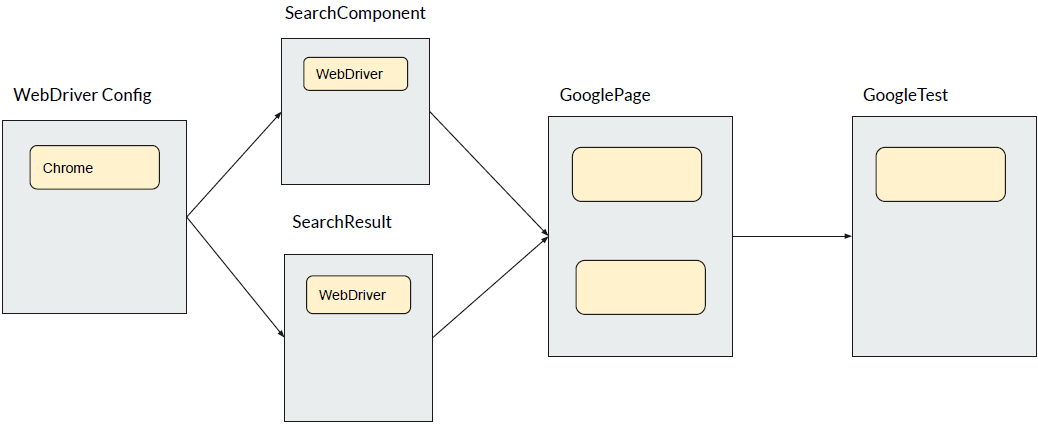 WebDriver Config
Chrome
SearchComponent
WebDriver
SearchResult
WebDriver
GooglePage
GoogleTest